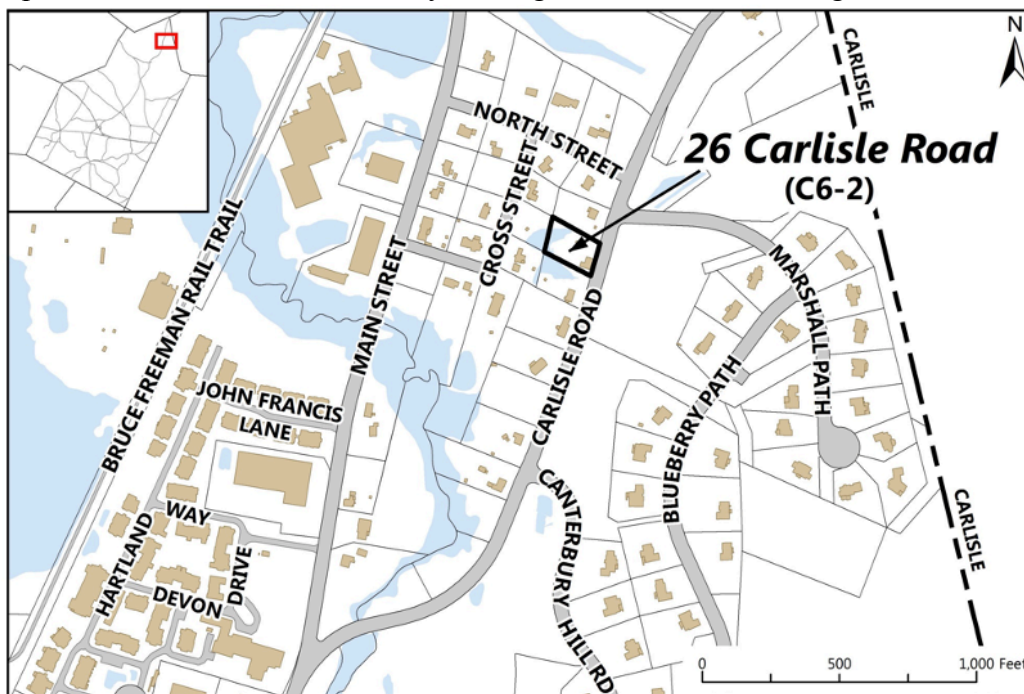 CARLISLE
N
NORTH STREET
26 Carlisle Road
(C6-2)
CROSS STREET
MAIN STREET
BRUCE FREEMAN RAIL TRAIL
MARSHALL PATH
CARLISLE ROAD
BLUEBERRY PATH
JOHN FRANCIS
LANE
CANTERBURY HILL RD
WAY
HARTLAND
DRIVE
DEVON
CARLISLE
0 500 1,000 Feet